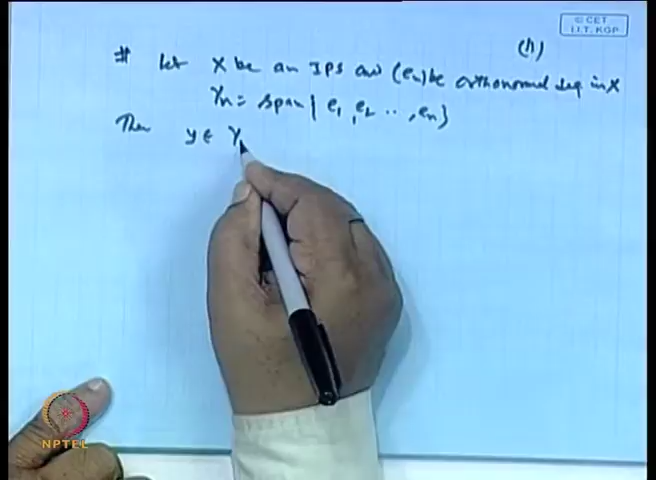 © CET
I.I.T. KGP
(11)
# Let X be an IPS and (en) be orthonormal seq in X
Yn = span { e1, e2, .., en }
Then y ∈ Y
NPTEL